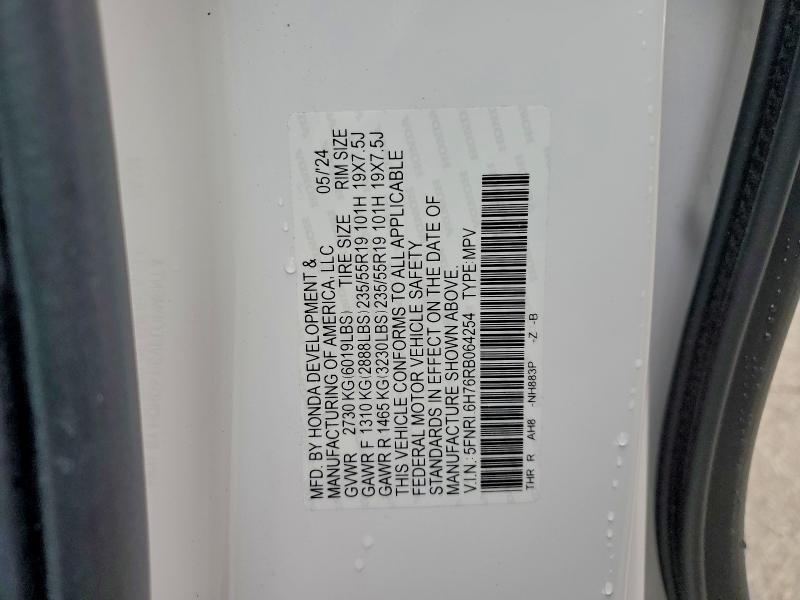 MFD. BY HONDA DEVELOPMENT &
MANUFACTURING OF AMERICA, LLC 05/'24
GVWR 2730 KG(6019LBS) TIRE SIZE RIM SIZE
GAWR F 1310 KG(2888LBS)235/55R19 101H 19X7.5J
GAWR R 1465 KG(3230LBS)235/55R19 101H 19X7.5J
THIS VEHICLE CONFORMS TO ALL APPLICABLE
FEDERAL MOTOR VEHICLE SAFETY
STANDARDS IN EFFECT ON THE DATE OF
MANUFACTURE SHOWN ABOVE.
V.I.N.: 5FNRL6H76RB064254 TYPE:MPV
THR R AH8 -NH883P -Z -B